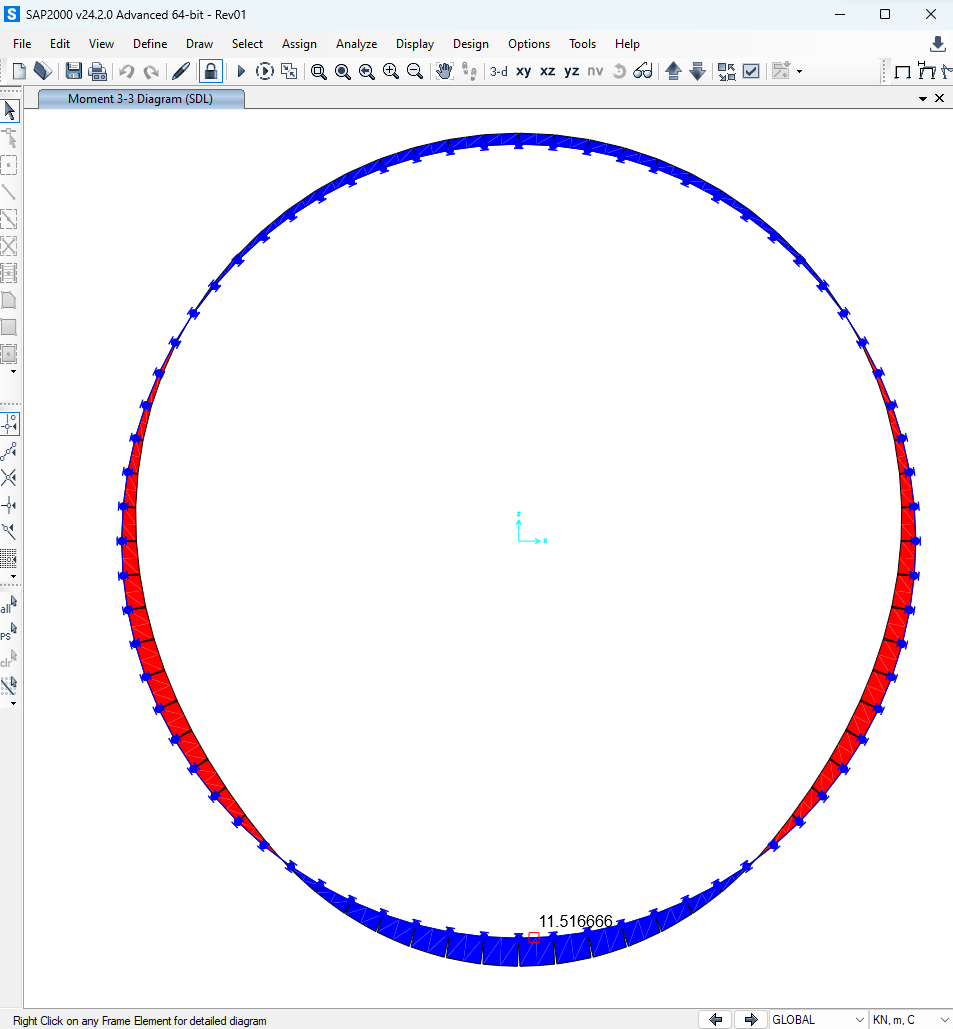 S SAP2000 v24.2.0 Advanced 64-bit - Rev01
File Edit View Define Draw Select Assign Analyze Display Design Options Tools Help
3-d xy xz yz nv
Moment 3-3 Diagram (SDL)
z
x
all
PS
clr
11.516666
Right Click on any Frame Element for detailed diagram
GLOBAL
KN, m, C